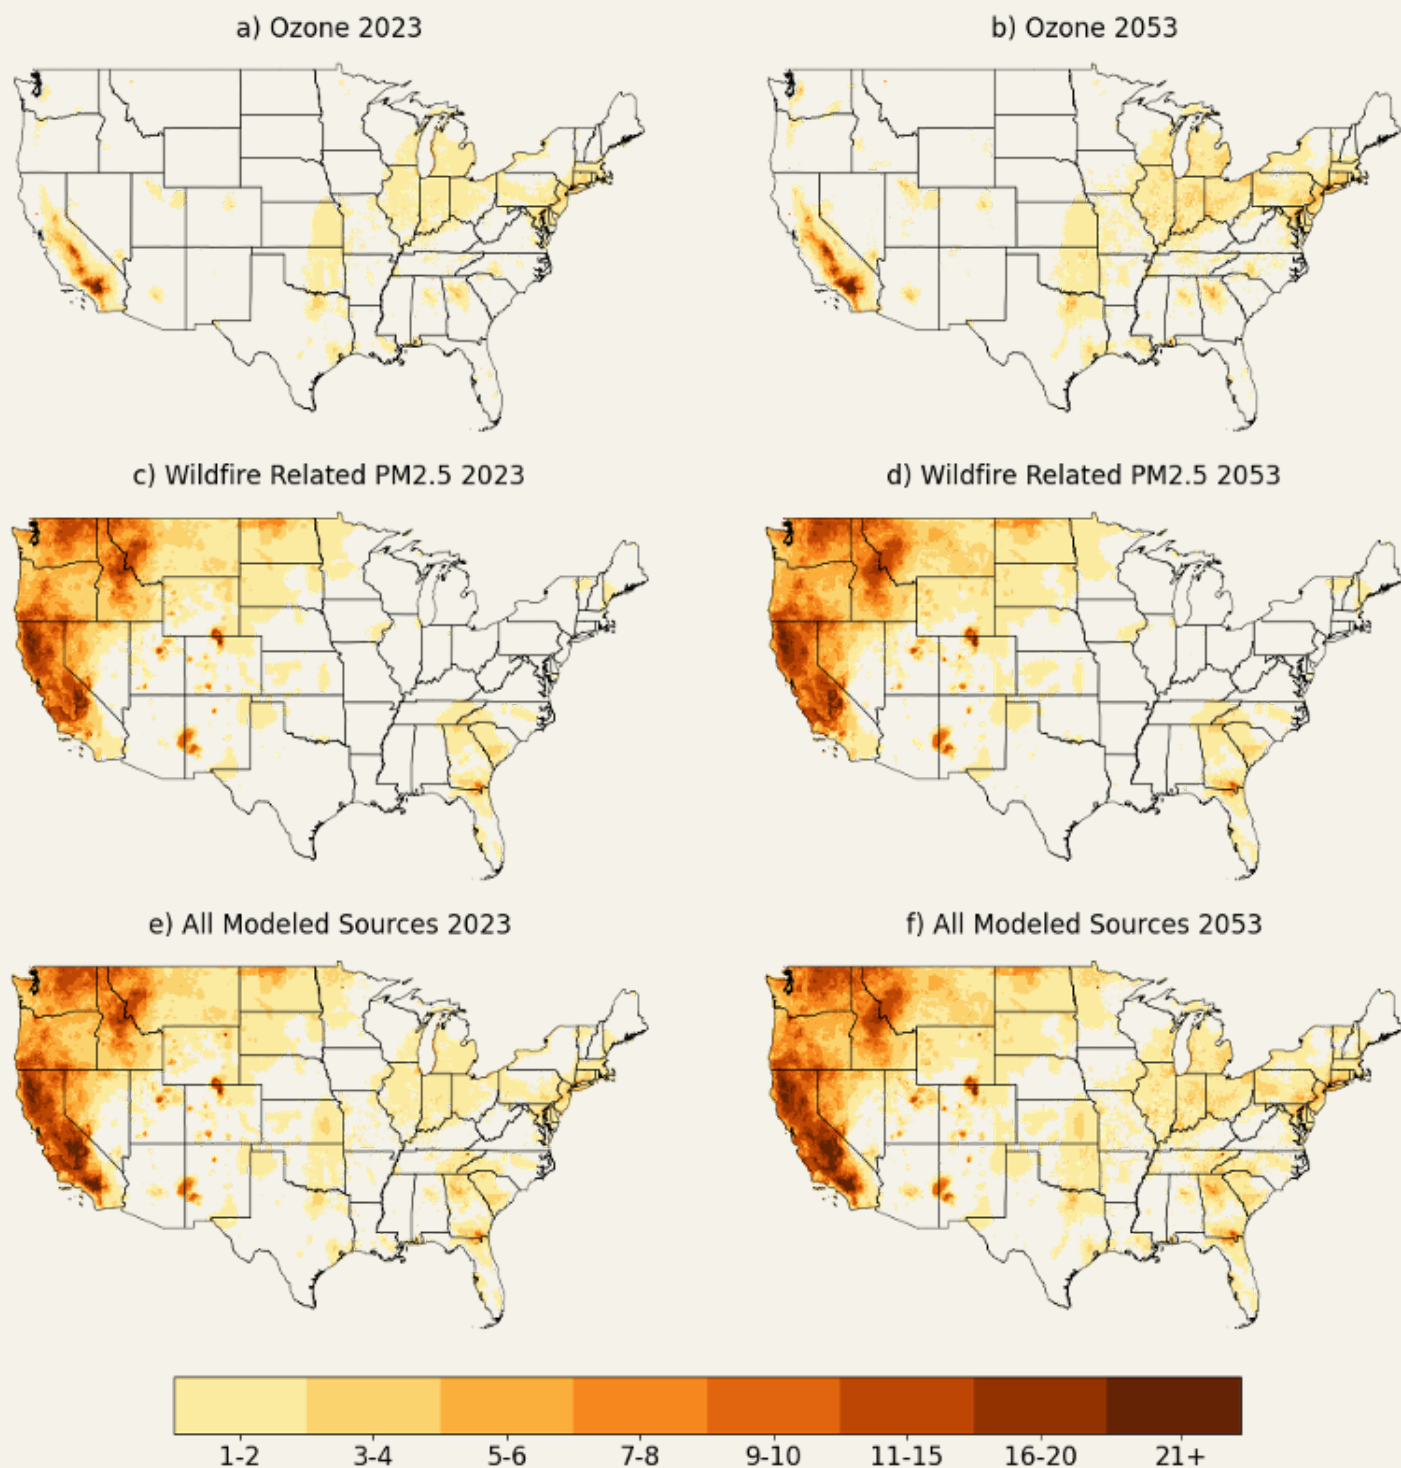 a) Ozone 2023
b) Ozone 2053
c) Wildfire Related PM2.5 2023
d) Wildfire Related PM2.5 2053
e) All Modeled Sources 2023
f) All Modeled Sources 2053
1-2 3-4 5-6 7-8 9-10 11-15 16-20 21+